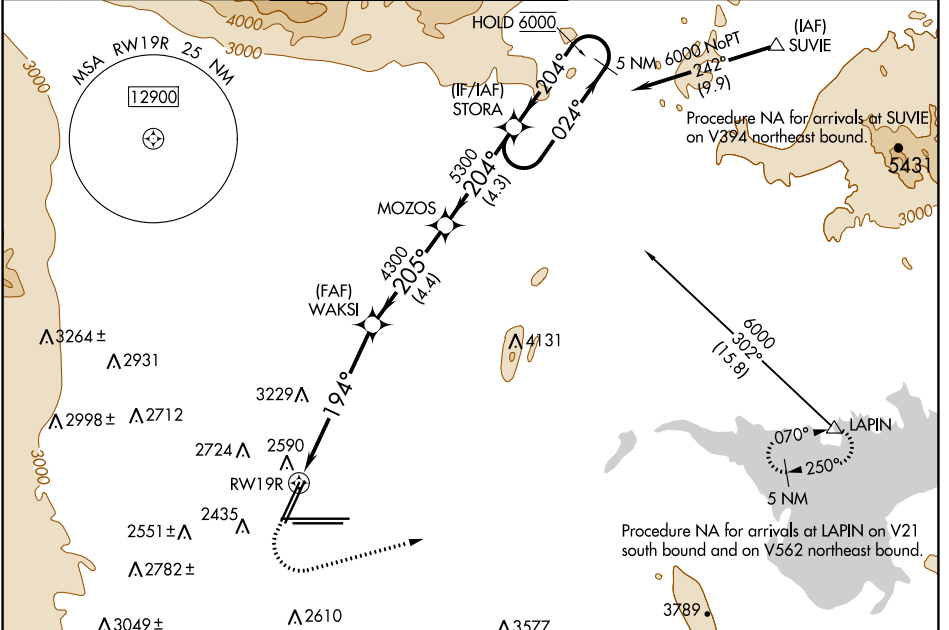 4000
3000
3000
HOLD 6000
(IAF)
SUVIE
MSA RW19R 25 NM
12900
5 NM
6000 NoPT
242°
(9.9)
204°
024°
(IF/IAF)
STORA
Procedure NA for arrivals at SUVIE
on V394 northeast bound.
5431
3000
5300
204°
(4.3)
MOZOS
4300
205°
(4.4)
(FAF)
WAKSI
6000
302°
(15.8)
3264±
2931
4131
194°
3229
2998±
2712
LAPIN
070°
250°
5 NM
3000
2724
2590
RW19R
2435
2551±
2782±
Procedure NA for arrivals at LAPIN on V21
south bound and on V562 northeast bound.
3789
2610
3049±
3577